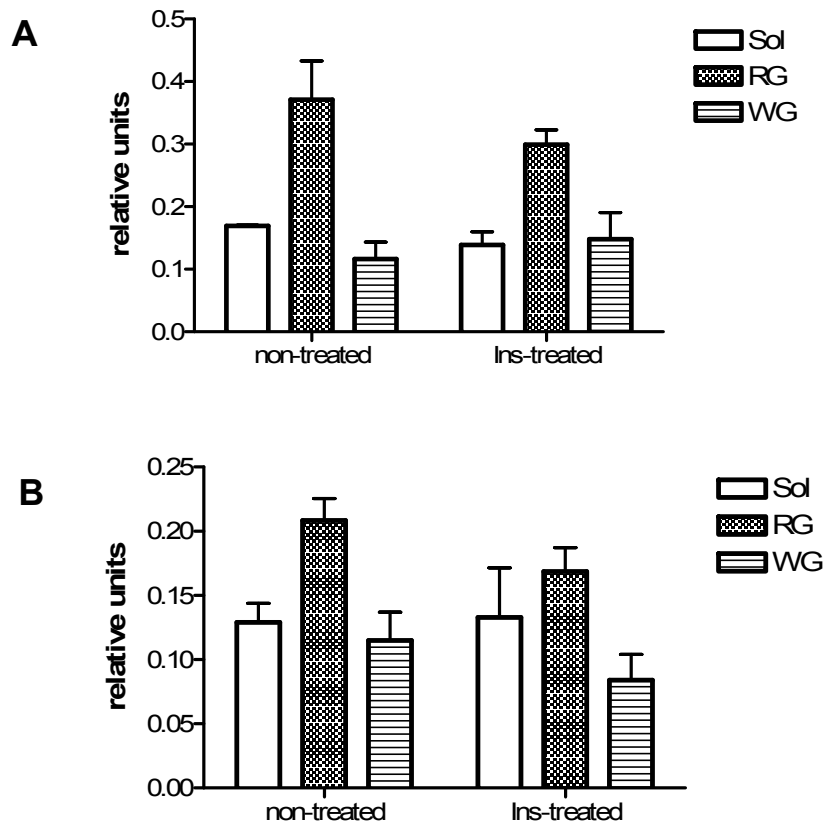 A
relative units
0.5
0.4
0.3
0.2
0.1
0.0
non-treated Ins-treated
Sol
RG
WG
B
relative units
0.25
0.20
0.15
0.10
0.05
0.00
non-treated Ins-treated
Sol
RG
WG